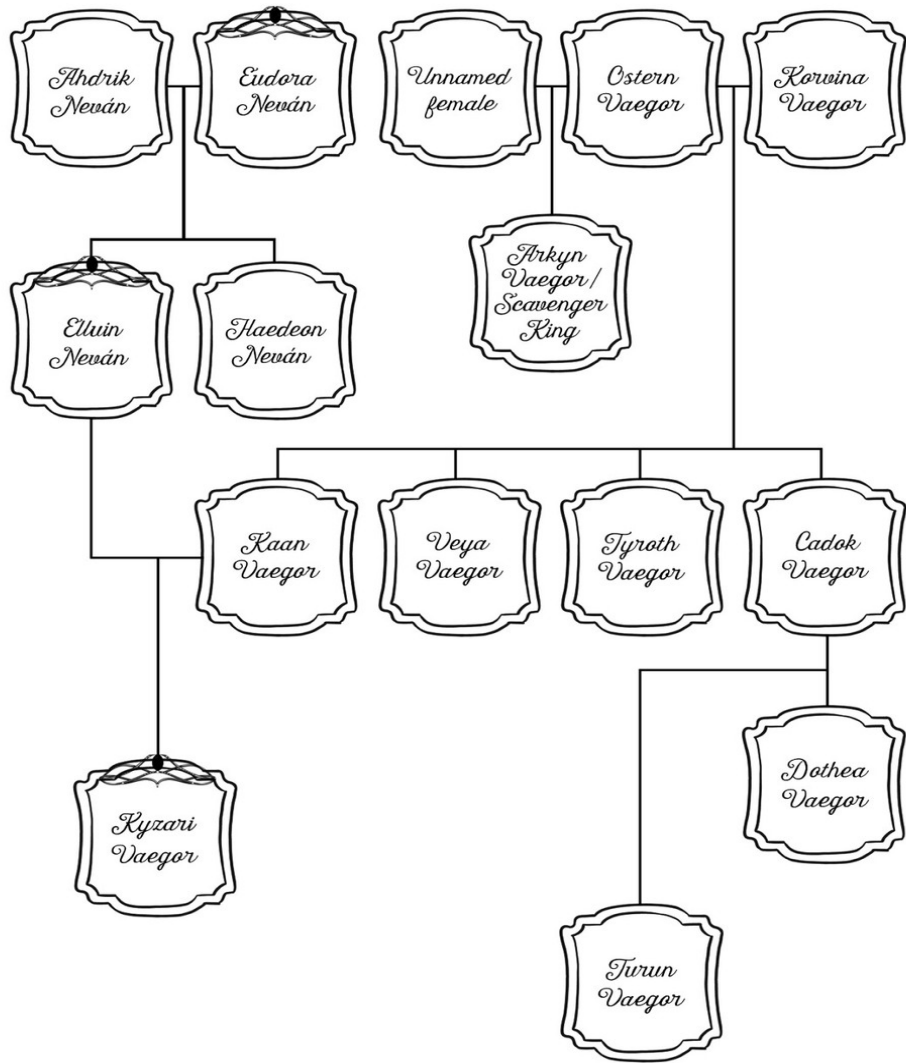 Ahdrik
Neván
Eudora
Neván
Unnamed
female
Ostern
Vaegor
Korvina
Vaegor
Arkyn
Vaegor/
Scavenger
King
Elluin
Neván
Haedeon
Neván
Kaan
Vaegor
Veya
Vaegor
Tyroth
Vaegor
Cadok
Vaegor
Dothea
Vaegor
Kyzari
Vaegor
Turun
Vaegor